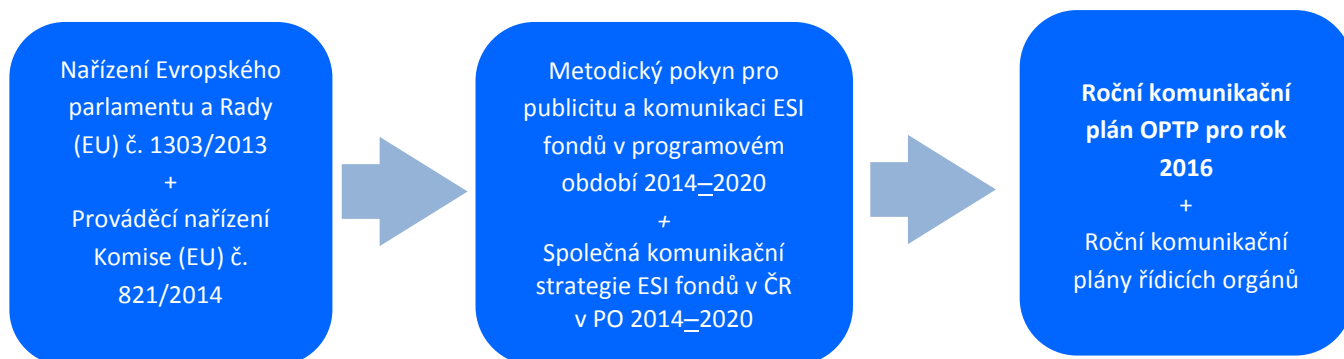 Nařízení Evropského
parlamentu a Rady
(EU) č. 1303/2013
+
Prováděcí nařízení
Komise (EU) č.
821/2014
Metodický pokyn pro
publicitu a komunikaci ESI
fondů v programovém
období 2014–2020
+
Společná komunikační
strategie ESI fondů v ČR
v PO 2014–2020
Roční komunikační
plán OPTP pro rok
2016
+
Roční komunikační
plány řídicích orgánů